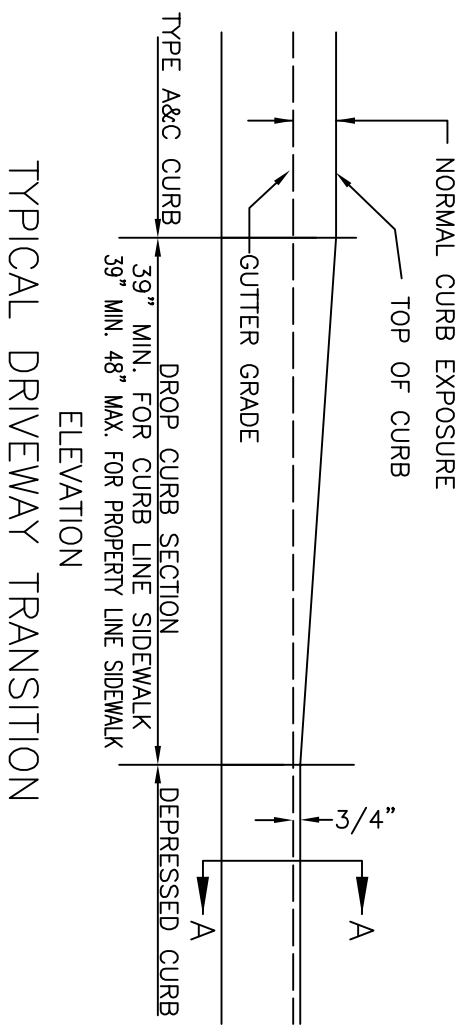 NORMAL CURB EXPOSURE
TOP OF CURB
GUTTER GRADE
3/4"
A
A
TYPE A&C CURB
DROP CURB SECTION
DEPRESSED CURB
39" MIN. FOR CURB LINE SIDEWALK
39" MIN. 48" MAX. FOR PROPERTY LINE SIDEWALK
ELEVATION
TYPICAL DRIVEWAY TRANSITION